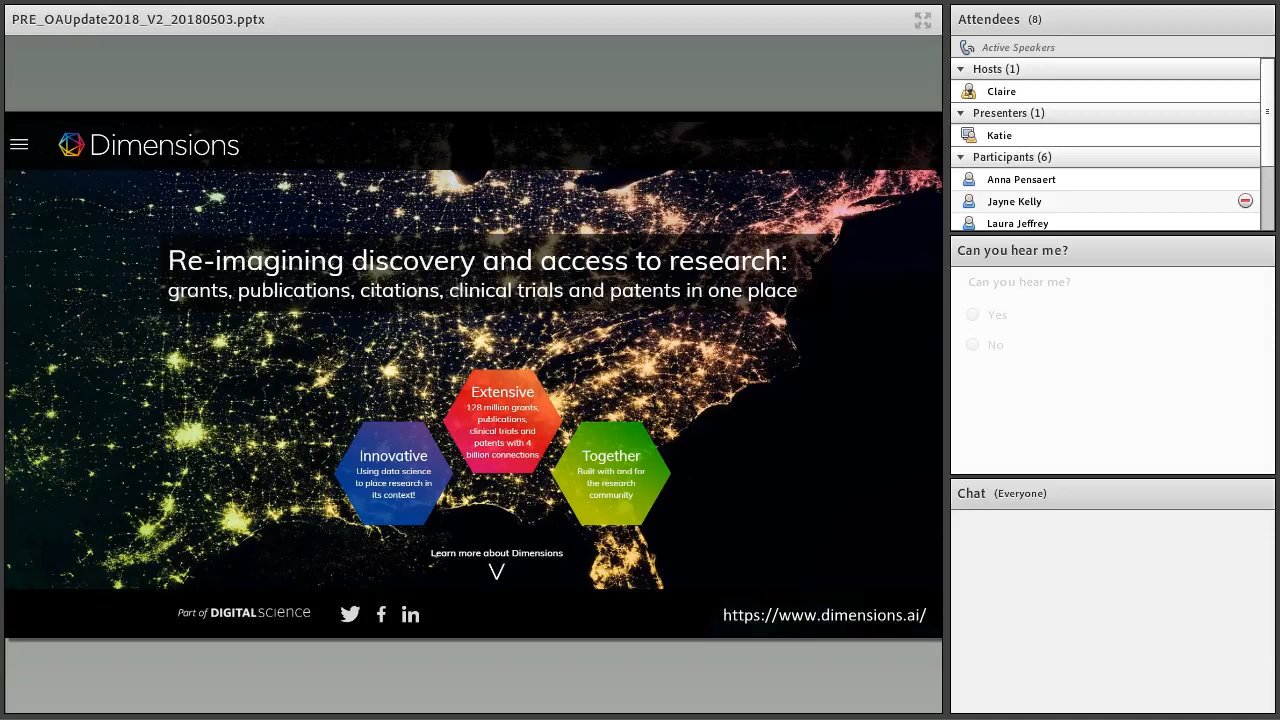 PRE_OAUpdate2018_V2_20180503.pptx
Dimensions
Re-imagining discovery and access to research:
grants, publications, citations, clinical trials and patents in one place
Extensive
128 million grants,
publications,
clinical trials and
patents with 4
billion connections
Innovative
Using data science
to place research in
its context!
Together
Built with and for
the research
community
Learn more about Dimensions
Part of DIGITALSCIENCE
https://www.dimensions.ai/
Attendees (8)
Active Speakers
Hosts (1)
Claire
Presenters (1)
Katie
Participants (6)
Anna Pensaert
Jayne Kelly
Laura Jeffrey
Can you hear me?
Can you hear me?
Yes
No
Chat (Everyone)